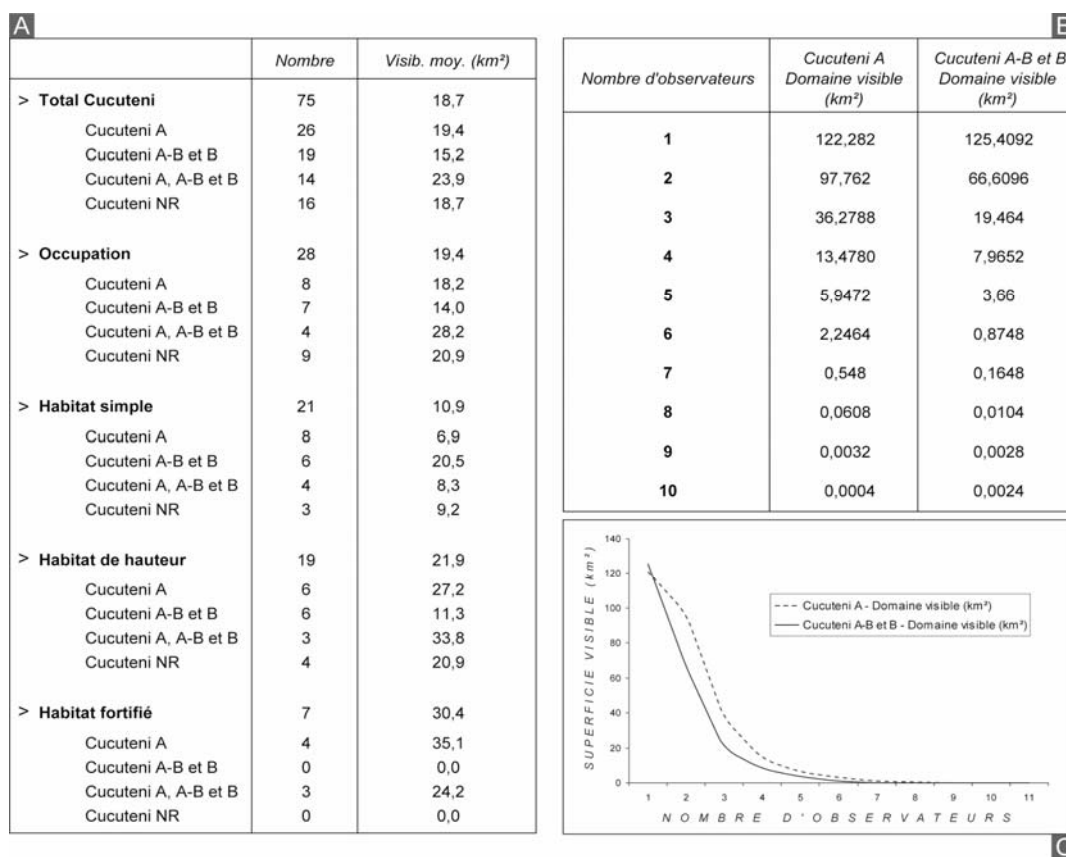 A
Nombre Visib. moy. (km²)
> Total Cucuteni 75 18,7
Cucuteni A 26 19,4
Cucuteni A-B et B 19 15,2
Cucuteni A, A-B et B 14 23,9
Cucuteni NR 16 18,7
> Occupation 28 19,4
Cucuteni A 8 18,2
Cucuteni A-B et B 7 14,0
Cucuteni A, A-B et B 4 28,2
Cucuteni NR 9 20,9
> Habitat simple 21 10,9
Cucuteni A 8 6,9
Cucuteni A-B et B 6 20,5
Cucuteni A, A-B et B 4 8,3
Cucuteni NR 3 9,2
> Habitat de hauteur 19 21,9
Cucuteni A 6 27,2
Cucuteni A-B et B 6 11,3
Cucuteni A, A-B et B 3 33,8
Cucuteni NR 4 20,9
> Habitat fortifié 7 30,4
Cucuteni A 4 35,1
Cucuteni A-B et B 0 0,0
Cucuteni A, A-B et B 3 24,2
Cucuteni NR 0 0,0
B
Nombre d'observateurs
Cucuteni A
Domaine visible
(km²)
Cucuteni A-B et B
Domaine visible
(km²)
1 122,282 125,4092
2 97,762 66,6096
3 36,2788 19,464
4 13,4780 7,9652
5 5,9472 3,66
6 2,2464 0,8748
7 0,548 0,1648
8 0,0608 0,0104
9 0,0032 0,0028
10 0,0004 0,0024
SUPERFICIE VISIBLE (km²)
140
120
100
80
60
40
20
0
Cucuteni A - Domaine visible (km²)
Cucuteni A-B et B - Domaine visible (km²)
1 2 3 4 5 6 7 8 9 10 11
NOMBRE D'OBSERVATEURS
C